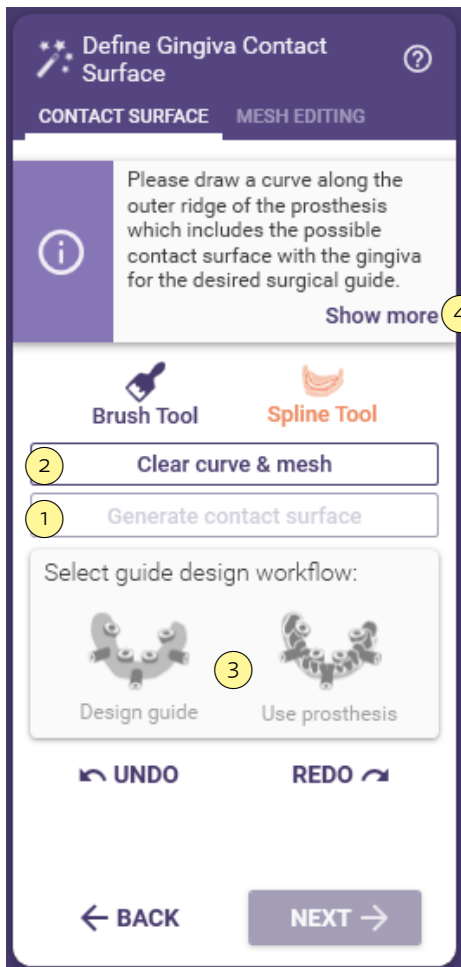 Define Gingiva Contact
Surface
CONTACT SURFACE MESH EDITING
Please draw a curve along the
outer ridge of the prosthesis
which includes the possible
contact surface with the gingiva
for the desired surgical guide.
Show more 4
Brush Tool Spline Tool
2 Clear curve & mesh
1 Generate contact surface
Select guide design workflow:
3
Design guide Use prosthesis
UNDO REDO
BACK NEXT